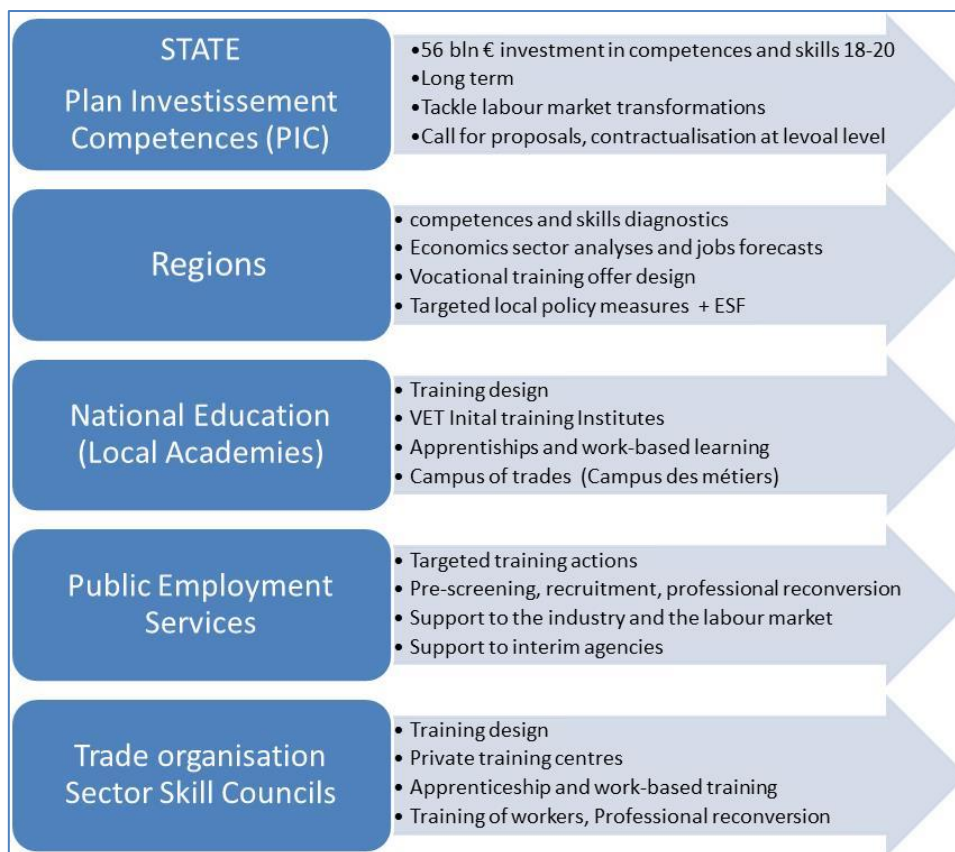 STATE
Plan Investissement
Competences (PIC)
•56 bln € investment in competences and skills 18-20
•Long term
•Tackle labour market transformations
•Call for proposals, contractualisation at levoal level
Regions
• competences and skills diagnostics
• Economics sector analyses and jobs forecasts
• Vocational training offer design
• Targeted local policy measures + ESF
National Education
(Local Academies)
• Training design
• VET Inital training Institutes
• Apprentiships and work-based learning
• Campus of trades (Campus des métiers)
Public Employment
Services
• Targeted training actions
• Pre-screening, recruitment, professional reconversion
• Support to the industry and the labour market
• Support to interim agencies
Trade organisation
Sector Skill Councils
• Training design
• Private training centres
• Apprenticeship and work-based training
• Training of workers, Professional reconversion